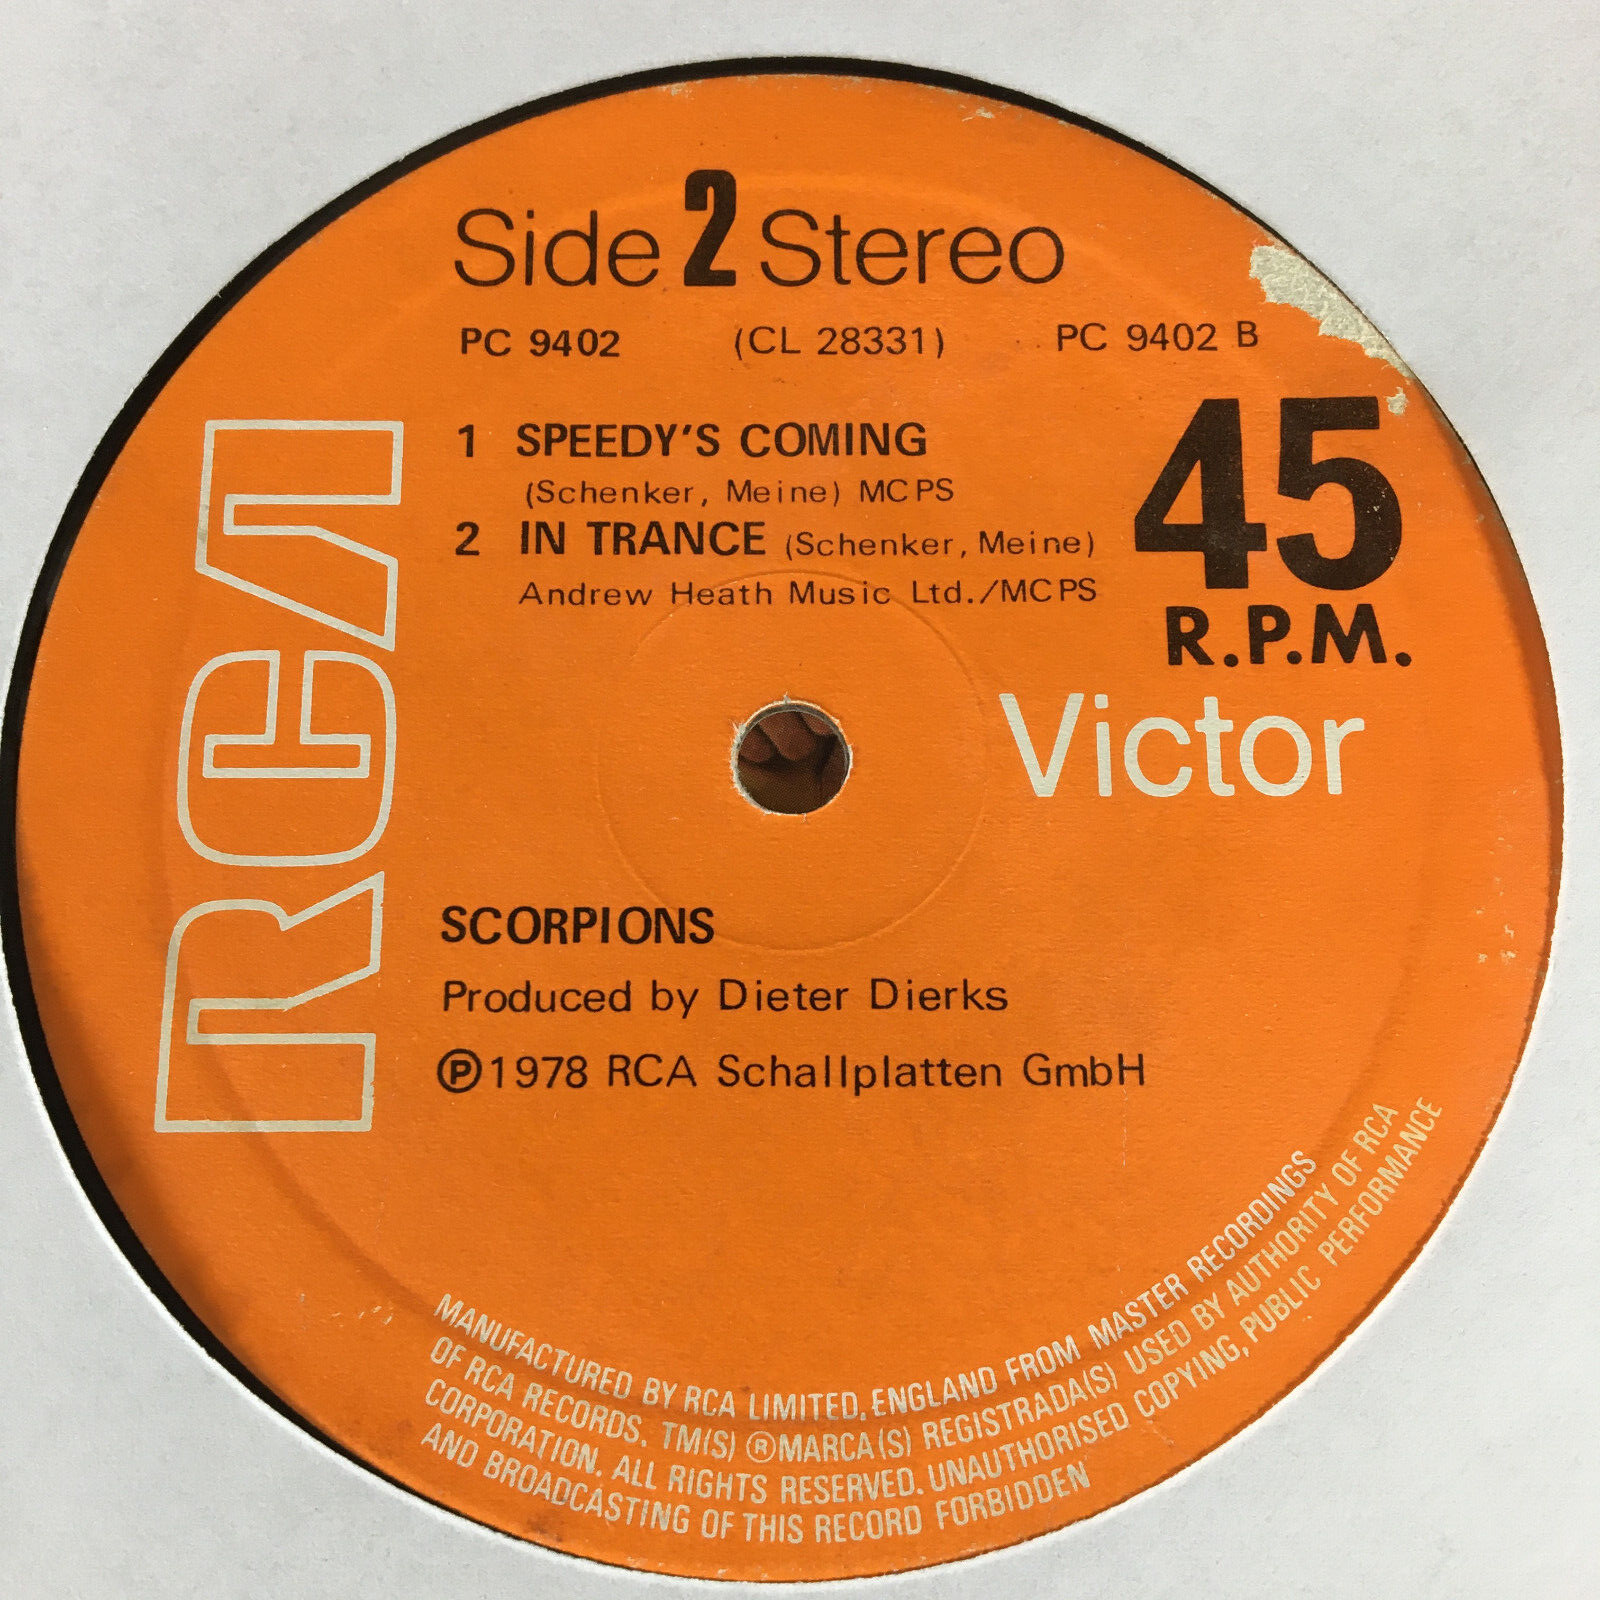 Side 2 Stereo
PC 9402 (CL 28331) PC 9402 B
1 SPEEDY'S COMING
(Schenker, Meine) MCPS
2 IN TRANCE (Schenker, Meine)
Andrew Heath Music Ltd./MCPS
45
R.P.M.
RCA
Victor
SCORPIONS
Produced by Dieter Dierks
Ⓟ1978 RCA Schallplatten GmbH
MANUFACTURED BY RCA LIMITED, ENGLAND FROM MASTER RECORDINGS
OF RCA RECORDS. TM(S) ®MARCA(S) REGISTRADA(S) USED BY AUTHORITY OF RCA
CORPORATION. ALL RIGHTS RESERVED. UNAUTHORISED COPYING, PUBLIC PERFORMANCE
AND BROADCASTING OF THIS RECORD FORBIDDEN